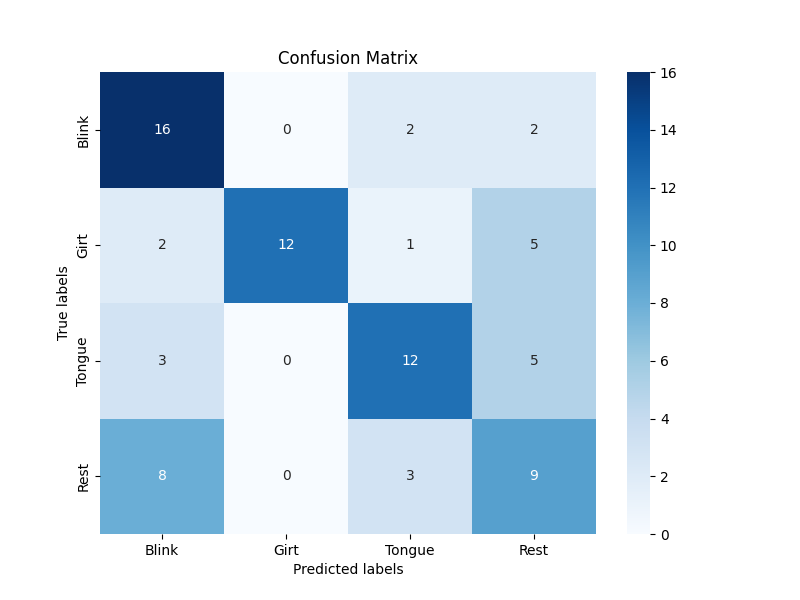 Confusion Matrix
True labels
Blink 16 0 2 2
Girt 2 12 1 5
Tongue 3 0 12 5
Rest 8 0 3 9
Blink Girt Tongue Rest
Predicted labels
16
14
12
10
8
6
4
2
0